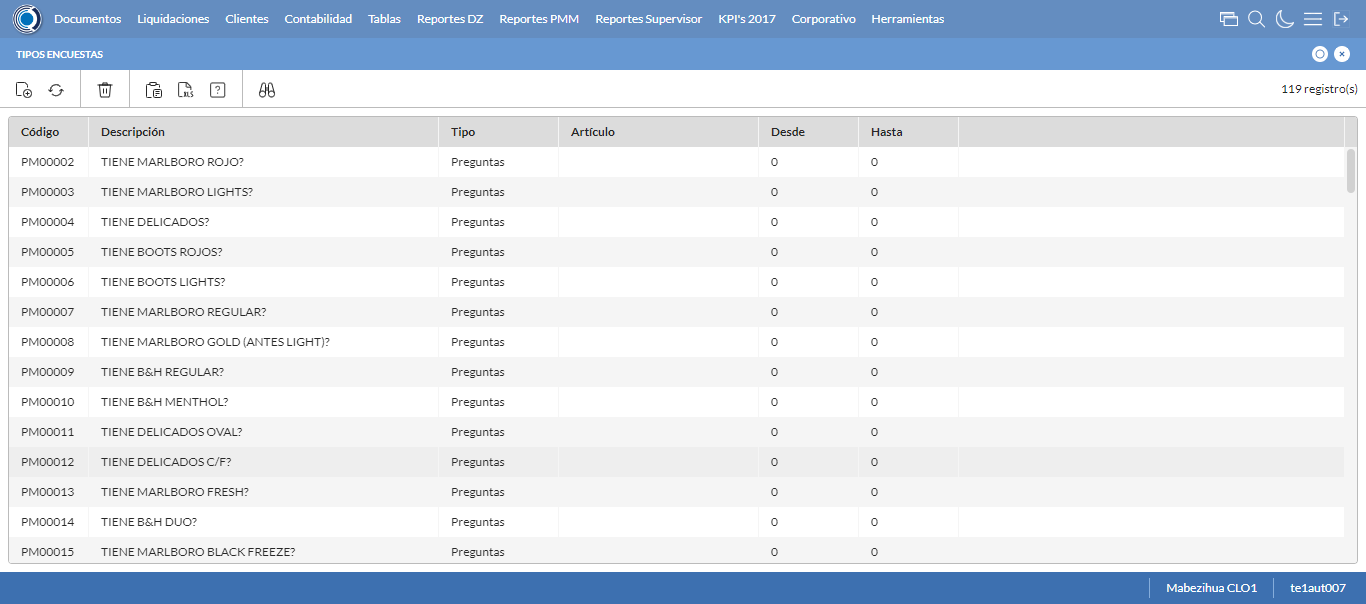 Documentos Liquidaciones Clientes Contabilidad Tablas Reportes DZ Reportes PMM Reportes Supervisor KPI's 2017 Corporativo Herramientas
TIPOS ENCUESTAS
XLS ? 119 registro(s)
Código Descripción Tipo Artículo Desde Hasta
PM00002 TIENE MARLBORO ROJO? Preguntas 0 0
PM00003 TIENE MARLBORO LIGHTS? Preguntas 0 0
PM00004 TIENE DELICADOS? Preguntas 0 0
PM00005 TIENE BOOTS ROJOS? Preguntas 0 0
PM00006 TIENE BOOTS LIGHTS? Preguntas 0 0
PM00007 TIENE MARLBORO REGULAR? Preguntas 0 0
PM00008 TIENE MARLBORO GOLD (ANTES LIGHT)? Preguntas 0 0
PM00009 TIENE B&H REGULAR? Preguntas 0 0
PM00010 TIENE B&H MENTHOL? Preguntas 0 0
PM00011 TIENE DELICADOS OVAL? Preguntas 0 0
PM00012 TIENE DELICADOS C/F? Preguntas 0 0
PM00013 TIENE MARLBORO FRESH? Preguntas 0 0
PM00014 TIENE B&H DUO? Preguntas 0 0
PM00015 TIENE MARLBORO BLACK FREEZE? Preguntas 0 0
Mabezihua CLO1 te1aut007